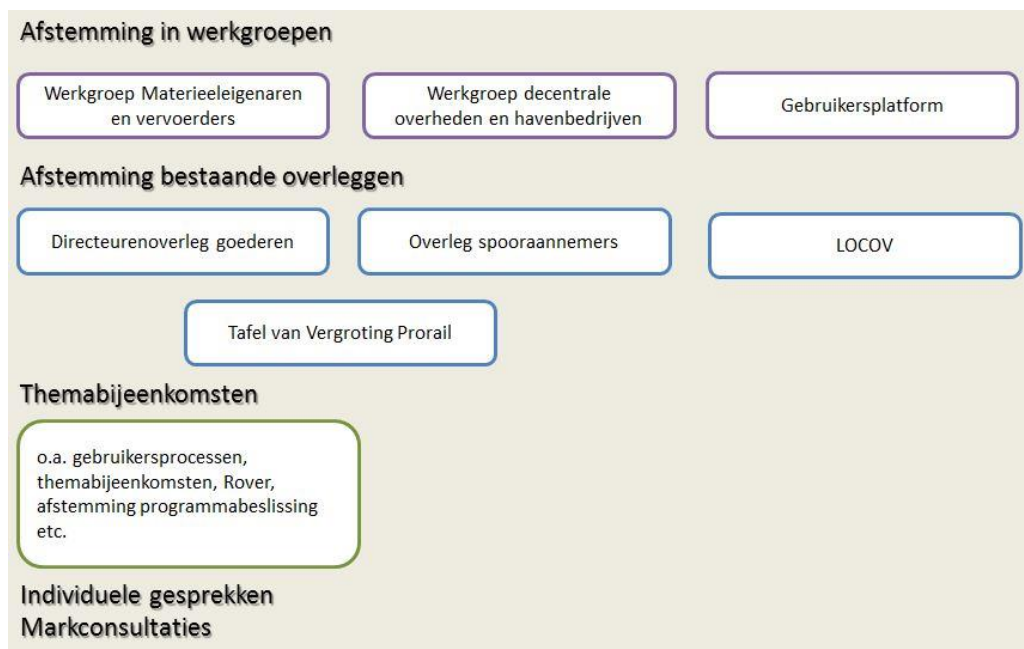 Afstemming in werkgroepen
Werkgroep Materieeleigenaren
en vervoerders
Werkgroep decentrale
overheden en havenbedrijven
Gebruikersplatform
Afstemming bestaande overleggen
Directeurenoverleg goederen
Overleg spooraannemers
LOCOV
Tafel van Vergroting Prorail
Themabijeenkomsten
o.a. gebruikersprocessen,
themabijeenkomsten, Rover,
afstemming programmabeslissing
etc.
Individuele gesprekken
Markconsultaties